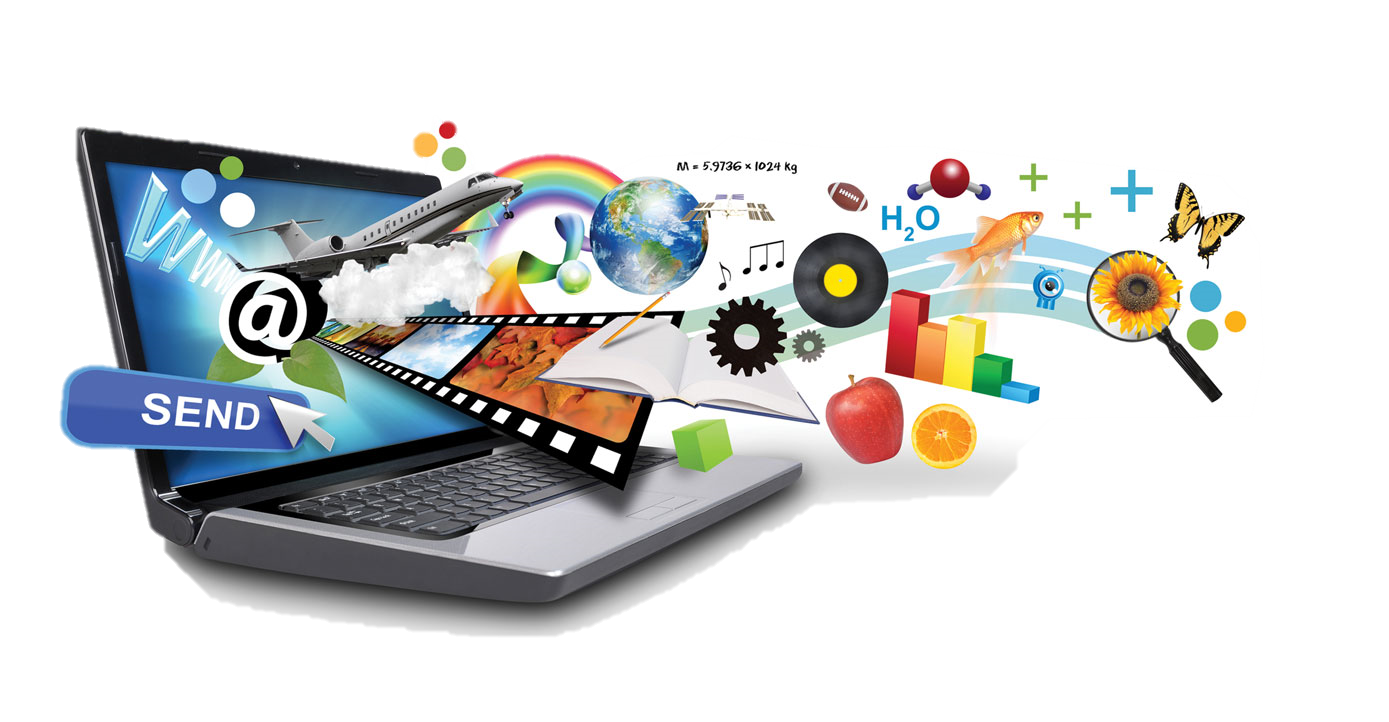 M = 5.9736 x 1024 kg
H₂O
WWW
@
SEND